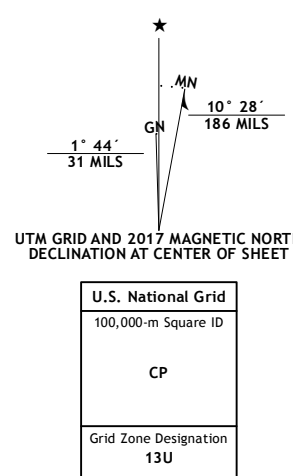 ★
MN
GN
10° 28´
186 MILS
1° 44´
31 MILS
UTM GRID AND 2017 MAGNETIC NORT
DECLINATION AT CENTER OF SHEET
U.S. National Grid
100,000-m Square ID
CP
Grid Zone Designation
13U